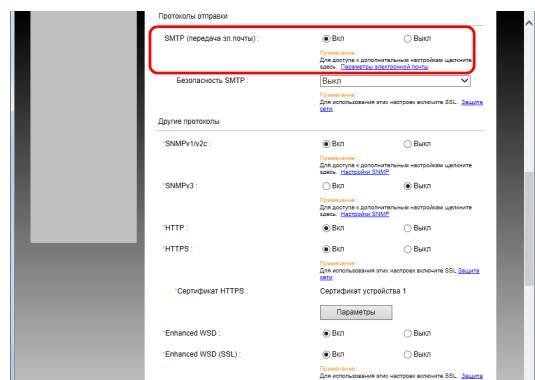 Протоколы отправки
SMTP (передача эл.почты) : Вкл Выкл
Примечание :
Для доступа к дополнительным настройкам щелкните
здесь. Параметры электронной почты
Безопасность SMTP : Выкл
Примечание :
Для использования этих настроек включите SSL. Защита
сети
Другие протоколы
*SNMPv1/v2c : Вкл Выкл
Примечание :
Для доступа к дополнительным настройкам щелкните
здесь. Настройки SNMP
*SNMPv3 : Вкл Выкл
Примечание :
Для доступа к дополнительным настройкам щелкните
здесь. Настройки SNMP
*HTTP : Вкл Выкл
*HTTPS : Вкл Выкл
Примечание :
Для использования этих настроек включите SSL.Защита
сети
*Сертификат HTTPS : Сертификат устройства 1
Параметры
*Enhanced WSD : Вкл Выкл
*Enhanced WSD (SSL) : Вкл Выкл
Примечание :
Для использования этих настроек включите SSL. Защита